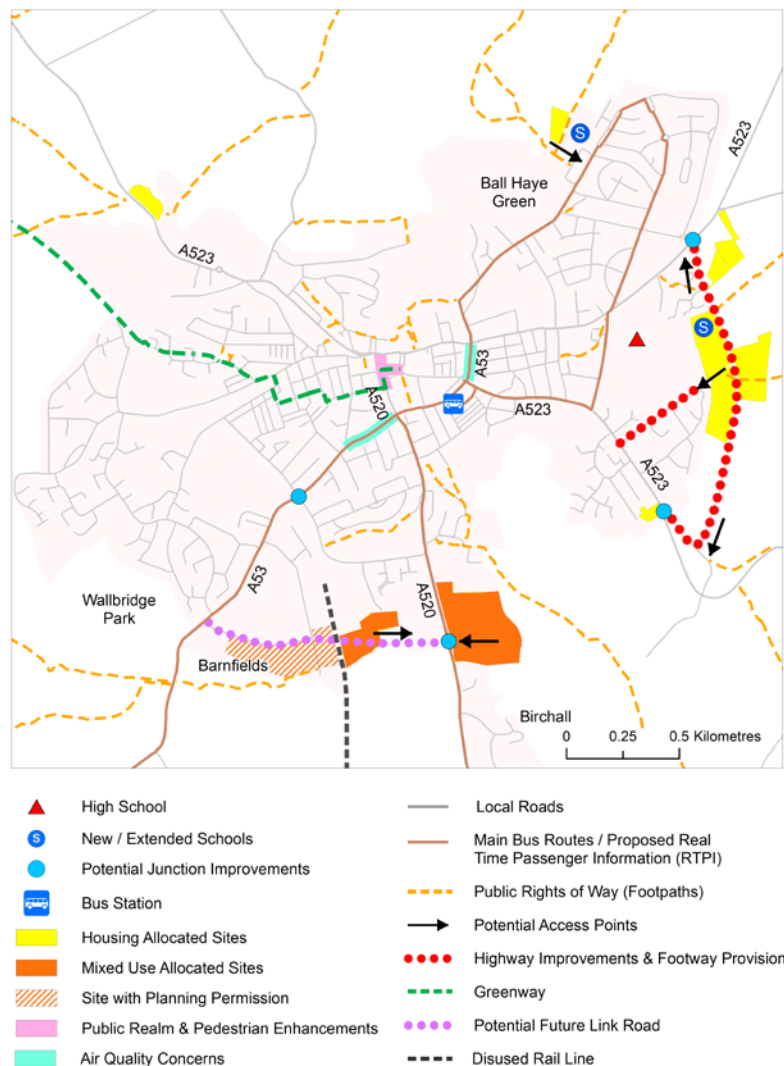 A523
S
Ball Haye
Green
A523
A53
S
A520
A523
A523
A53
A520
Wallbridge
Park
Barnfields
Birchall
0 0.25 0.5 Kilometres
High School
S New / Extended Schools
Potential Junction Improvements
Bus Station
Housing Allocated Sites
Mixed Use Allocated Sites
Site with Planning Permission
Public Realm & Pedestrian Enhancements
Air Quality Concerns
Local Roads
Main Bus Routes / Proposed Real
Time Passenger Information (RTPI)
Public Rights of Way (Footpaths)
Potential Access Points
Highway Improvements & Footway Provision
Greenway
Potential Future Link Road
Disused Rail Line